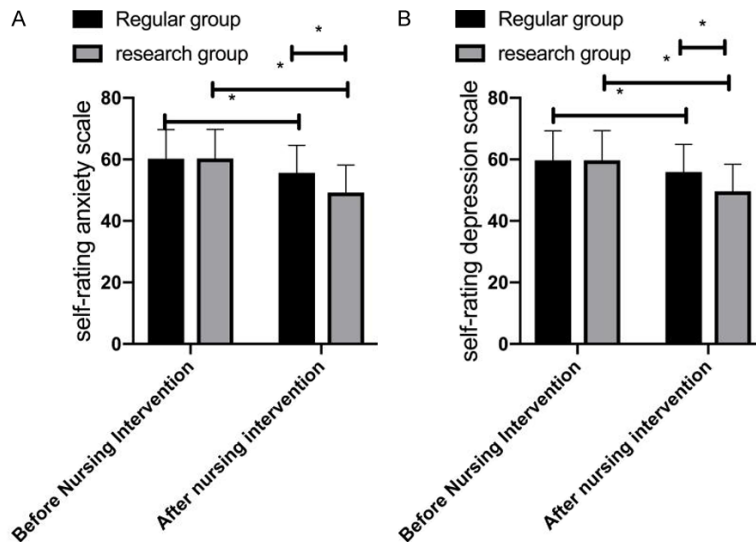 A
Regular group
research group
*
*
*
self-rating anxiety scale
80
60
40
20
0
Before Nursing Intervention
After nursing intervention
B
Regular group
research group
*
*
*
self-rating depression scale
80
60
40
20
0
Before Nursing Intervention
After nursing intervention